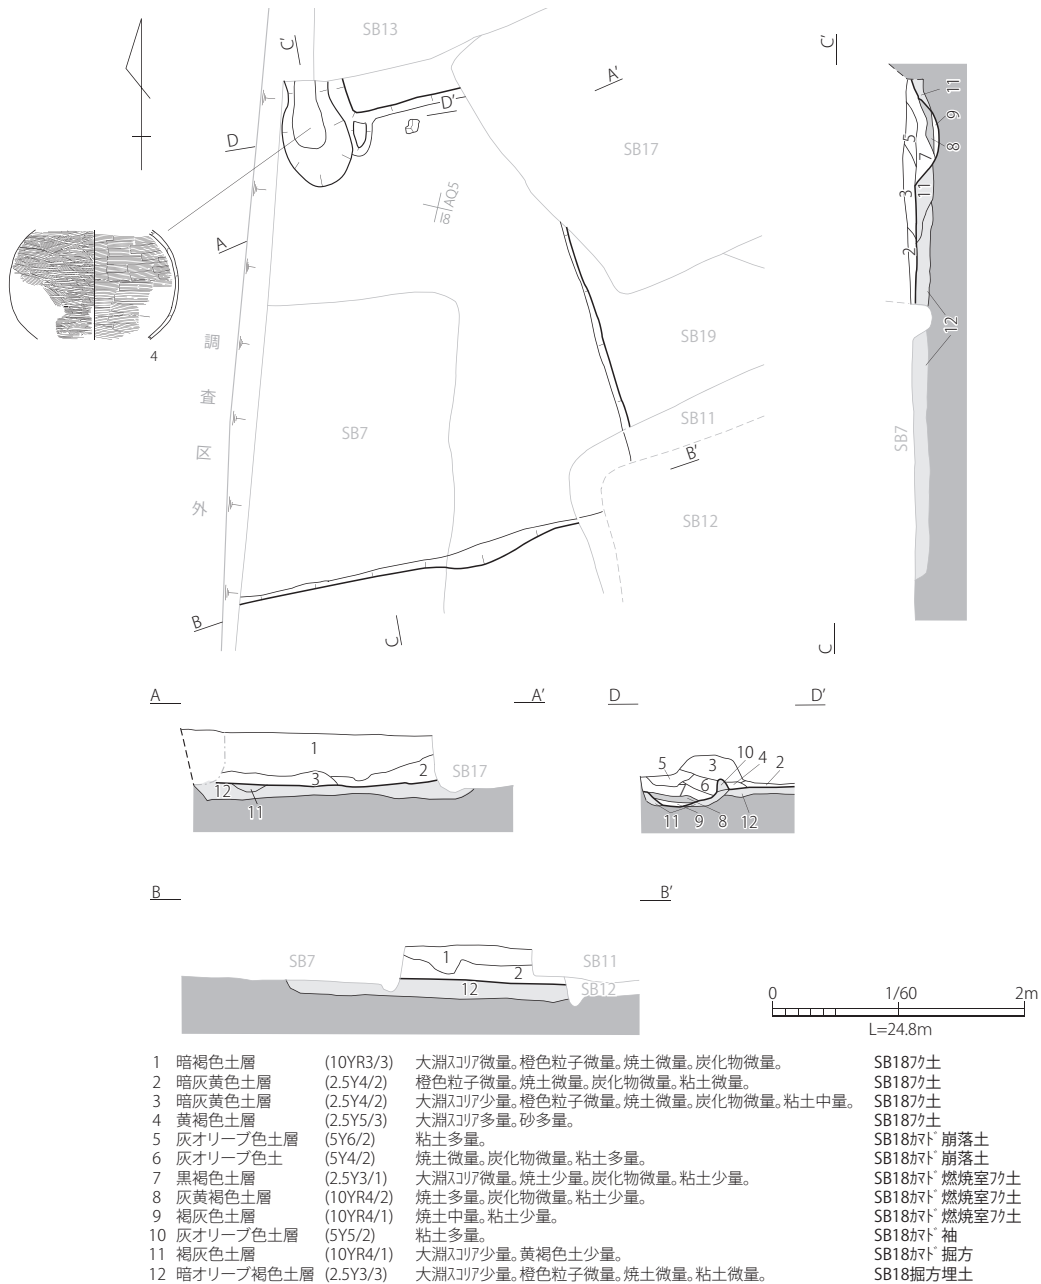 SB13
C'
C'
A'
D'
D
SB17
AQ5
18
A
11
9
5
8
7
3
11
2
12
4
調査区外
SB19
SB7
SB11
B'
SB12
SB7
B
C
C
A A' D D'
1
3
2
SB17
12
11
10
5 3 4 2
7 6
11 9 8 12
B B'
SB7 1 SB11
2
12 SB12
0 1/60 2m
L=24.8m
1 暗褐色土層 (10YR3/3) 大淵ｽｺﾘｱ微量｡橙色粒子微量｡焼土微量｡炭化物微量｡ SB18ﾌｸ土
2 暗灰黄色土層 (2.5Y4/2) 橙色粒子微量｡焼土微量｡炭化物微量｡粘土微量｡ SB18ﾌｸ土
3 暗灰黄色土層 (2.5Y4/2) 大淵ｽｺﾘｱ少量｡橙色粒子微量｡焼土微量｡炭化物微量｡粘土中量｡ SB18ﾌｸ土
4 黄褐色土層 (2.5Y5/3) 大淵ｽｺﾘｱ多量｡砂多量｡ SB18ﾌｸ土
5 灰オリーブ色土層 (5Y6/2) 粘土多量｡ SB18ｶﾏﾄﾞ崩落土
6 灰オリーブ色土 (5Y4/2) 焼土微量｡炭化物微量｡粘土多量｡ SB18ｶﾏﾄﾞ崩落土
7 黒褐色土層 (2.5Y3/1) 大淵ｽｺﾘｱ微量｡焼土少量｡炭化物微量｡粘土少量｡ SB18ｶﾏﾄﾞ燃焼室ﾌｸ土
8 灰黄褐色土層 (10YR4/2) 焼土多量｡炭化物微量｡粘土少量｡ SB18ｶﾏﾄﾞ燃焼室ﾌｸ土
9 褐灰色土層 (10YR4/1) 焼土中量｡粘土少量｡ SB18ｶﾏﾄﾞ燃焼室ﾌｸ土
10 灰オリーブ色土層 (5Y5/2) 粘土多量｡ SB18ｶﾏﾄﾞ袖
11 褐灰色土層 (10YR4/1) 大淵ｽｺﾘｱ少量｡黄褐色土少量｡ SB18ｶﾏﾄﾞ掘方
12 暗オリーブ褐色土層 (2.5Y3/3) 大淵ｽｺﾘｱ少量｡橙色粒子微量｡焼土微量｡粘土微量｡ SB18掘方埋土